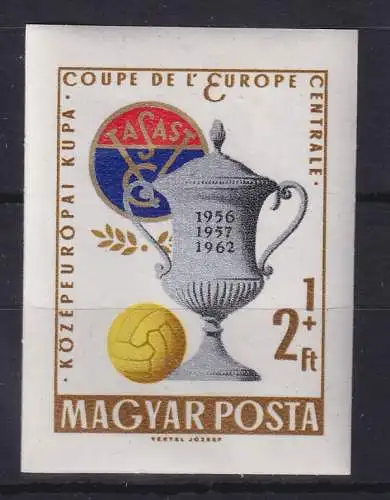 · KÖZÉPEURÓPAI KUPA ·
COUPE DE L'EUROPE
CENTRALE ·
VASAS SC
1956
1957
1962
2+1 Ft
MAGYAR POSTA
VERTEL JÓZSEF